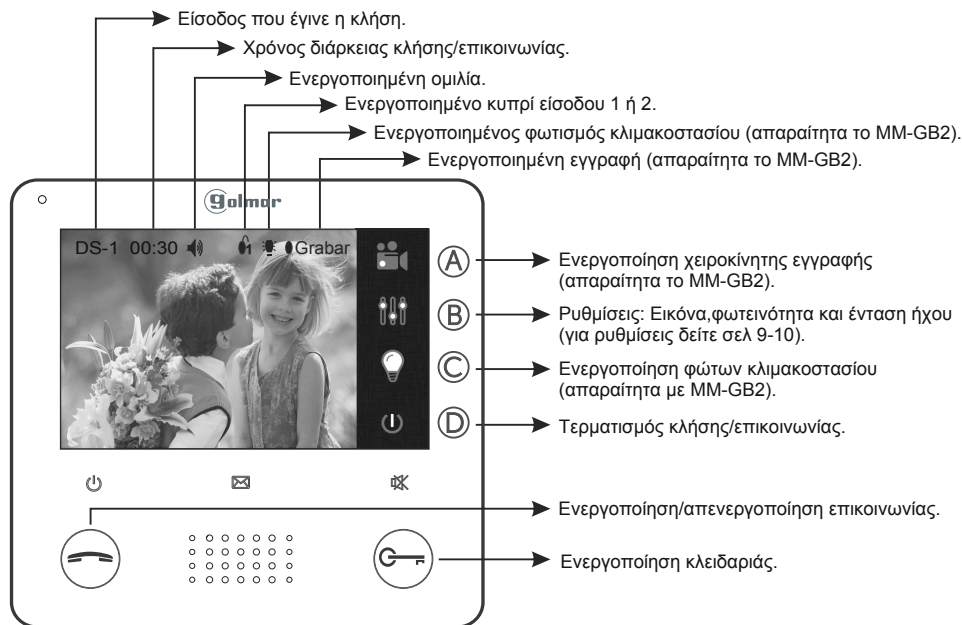 Είσοδος που έγινε η κλήση.
Χρόνος διάρκειας κλήσης/επικοινωνίας.
Ενεργοποιημένη ομιλία.
Ενεργοποιημένο κυπρί είσοδου 1 ή 2.
Ενεργοποιημένος φωτισμός κλιμακοστασίου (απαραίτητα το MM-GB2).
Ενεργοποιημένη εγγραφή (απαραίτητα το MM-GB2).
golmar
DS-1 00:30 1 Grabar
A
Ενεργοποίηση χειροκίνητης εγγραφής
(απαραίτητα το MM-GB2).
B
Ρυθμίσεις: Εικόνα,φωτεινότητα και ένταση ήχου
(για ρυθμίσεις δείτε σελ 9-10).
C
Ενεργοποίηση φώτων κλιμακοστασίου
(απαραίτητα με MM-GB2).
D
Τερματισμός κλήσης/επικοινωνίας.
Ενεργοποίηση/απενεργοποίηση επικοινωνίας.
Ενεργοποίηση κλειδαριάς.